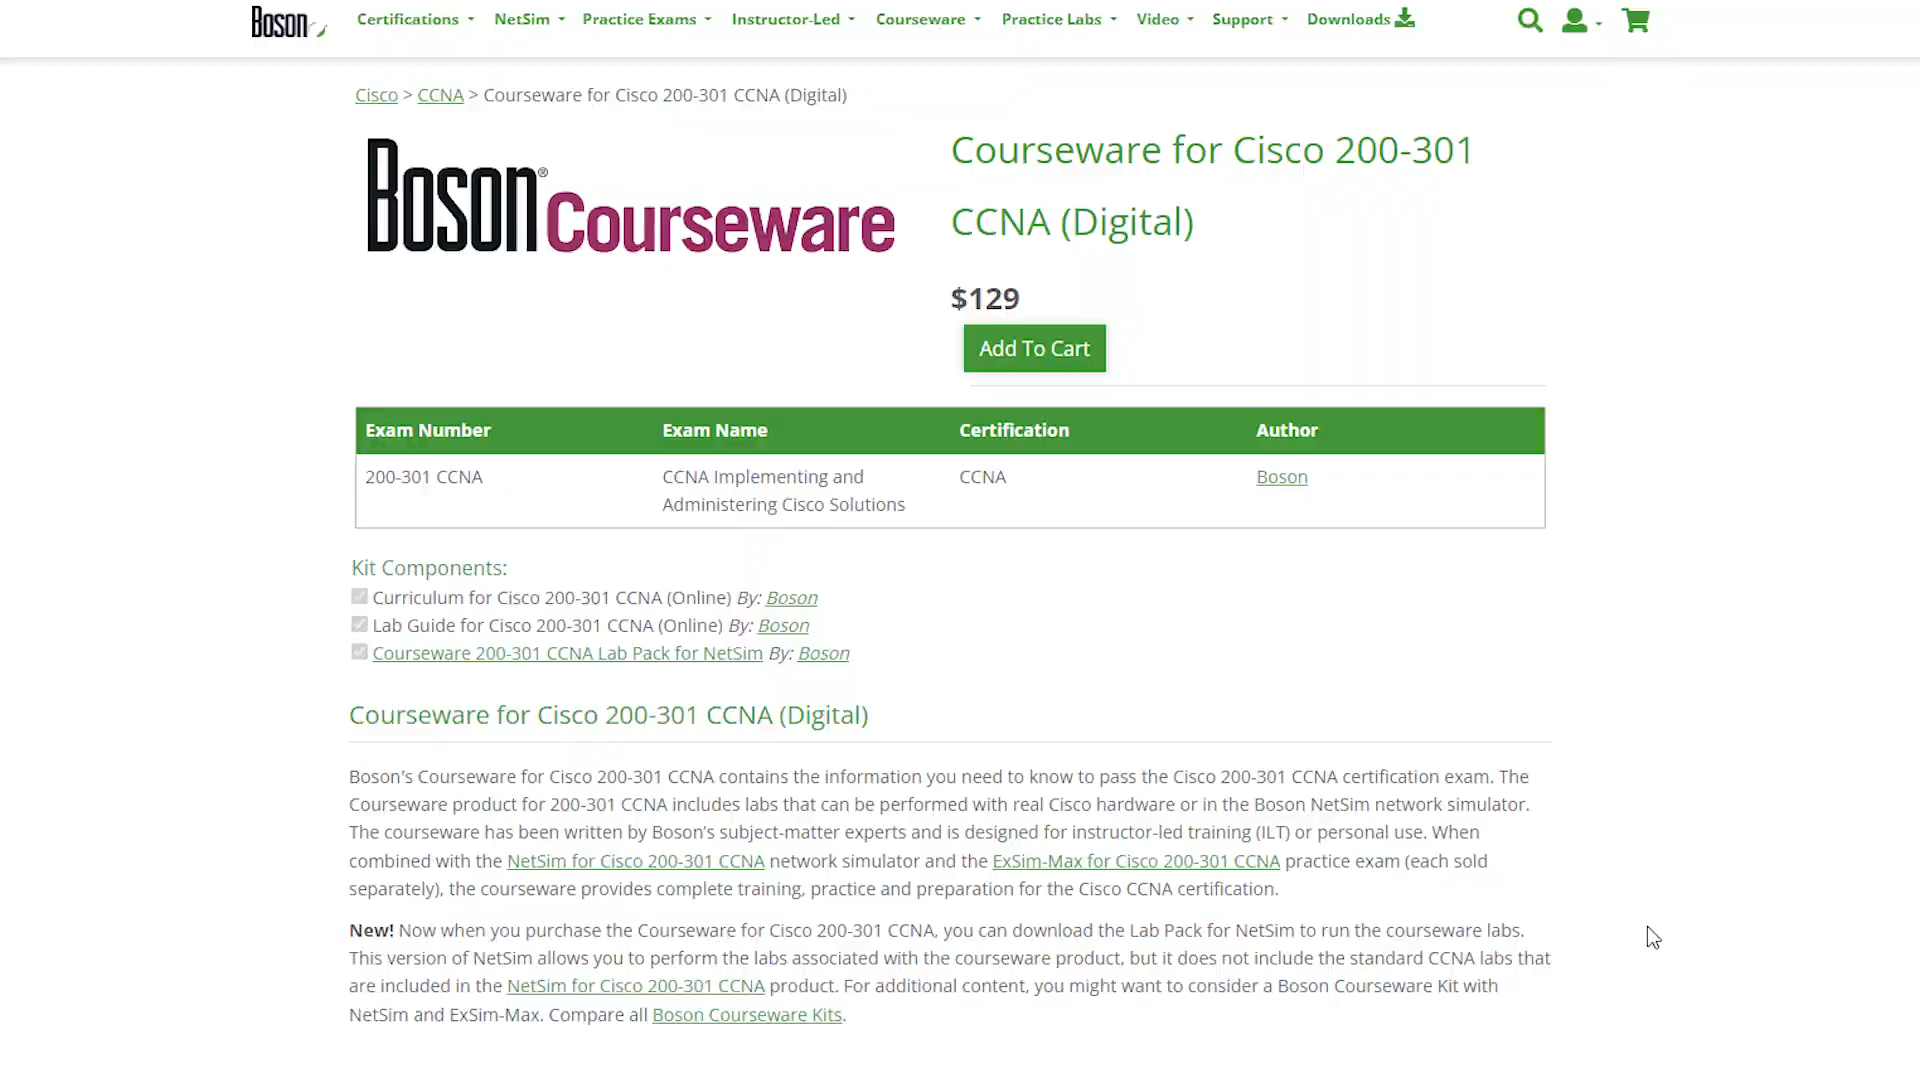 Boson Certifications NetSim Practice Exams Instructor-Led Courseware Practice Labs Video Support Downloads
Cisco > CCNA > Courseware for Cisco 200-301 CCNA (Digital)
Boson® Courseware
Courseware for Cisco 200-301
CCNA (Digital)
$129
Add To Cart
Exam Number Exam Name Certification Author
200-301 CCNA CCNA Implementing and CCNA Boson
Administering Cisco Solutions
Kit Components:
Curriculum for Cisco 200-301 CCNA (Online) By: Boson
Lab Guide for Cisco 200-301 CCNA (Online) By: Boson
Courseware 200-301 CCNA Lab Pack for NetSim By: Boson
Courseware for Cisco 200-301 CCNA (Digital)
Boson's Courseware for Cisco 200-301 CCNA contains the information you need to know to pass the Cisco 200-301 CCNA certification exam. The
Courseware product for 200-301 CCNA includes labs that can be performed with real Cisco hardware or in the Boson NetSim network simulator.
The courseware has been written by Boson’s subject-matter experts and is designed for instructor-led training (ILT) or personal use. When
combined with the NetSim for Cisco 200-301 CCNA network simulator and the ExSim-Max for Cisco 200-301 CCNA practice exam (each sold
separately), the courseware provides complete training, practice and preparation for the Cisco CCNA certification.
New! Now when you purchase the Courseware for Cisco 200-301 CCNA, you can download the Lab Pack for NetSim to run the courseware labs.
This version of NetSim allows you to perform the labs associated with the courseware product, but it does not include the standard CCNA labs that
are included in the NetSim for Cisco 200-301 CCNA product. For additional content, you might want to consider a Boson Courseware Kit with
NetSim and ExSim-Max. Compare all Boson Courseware Kits.